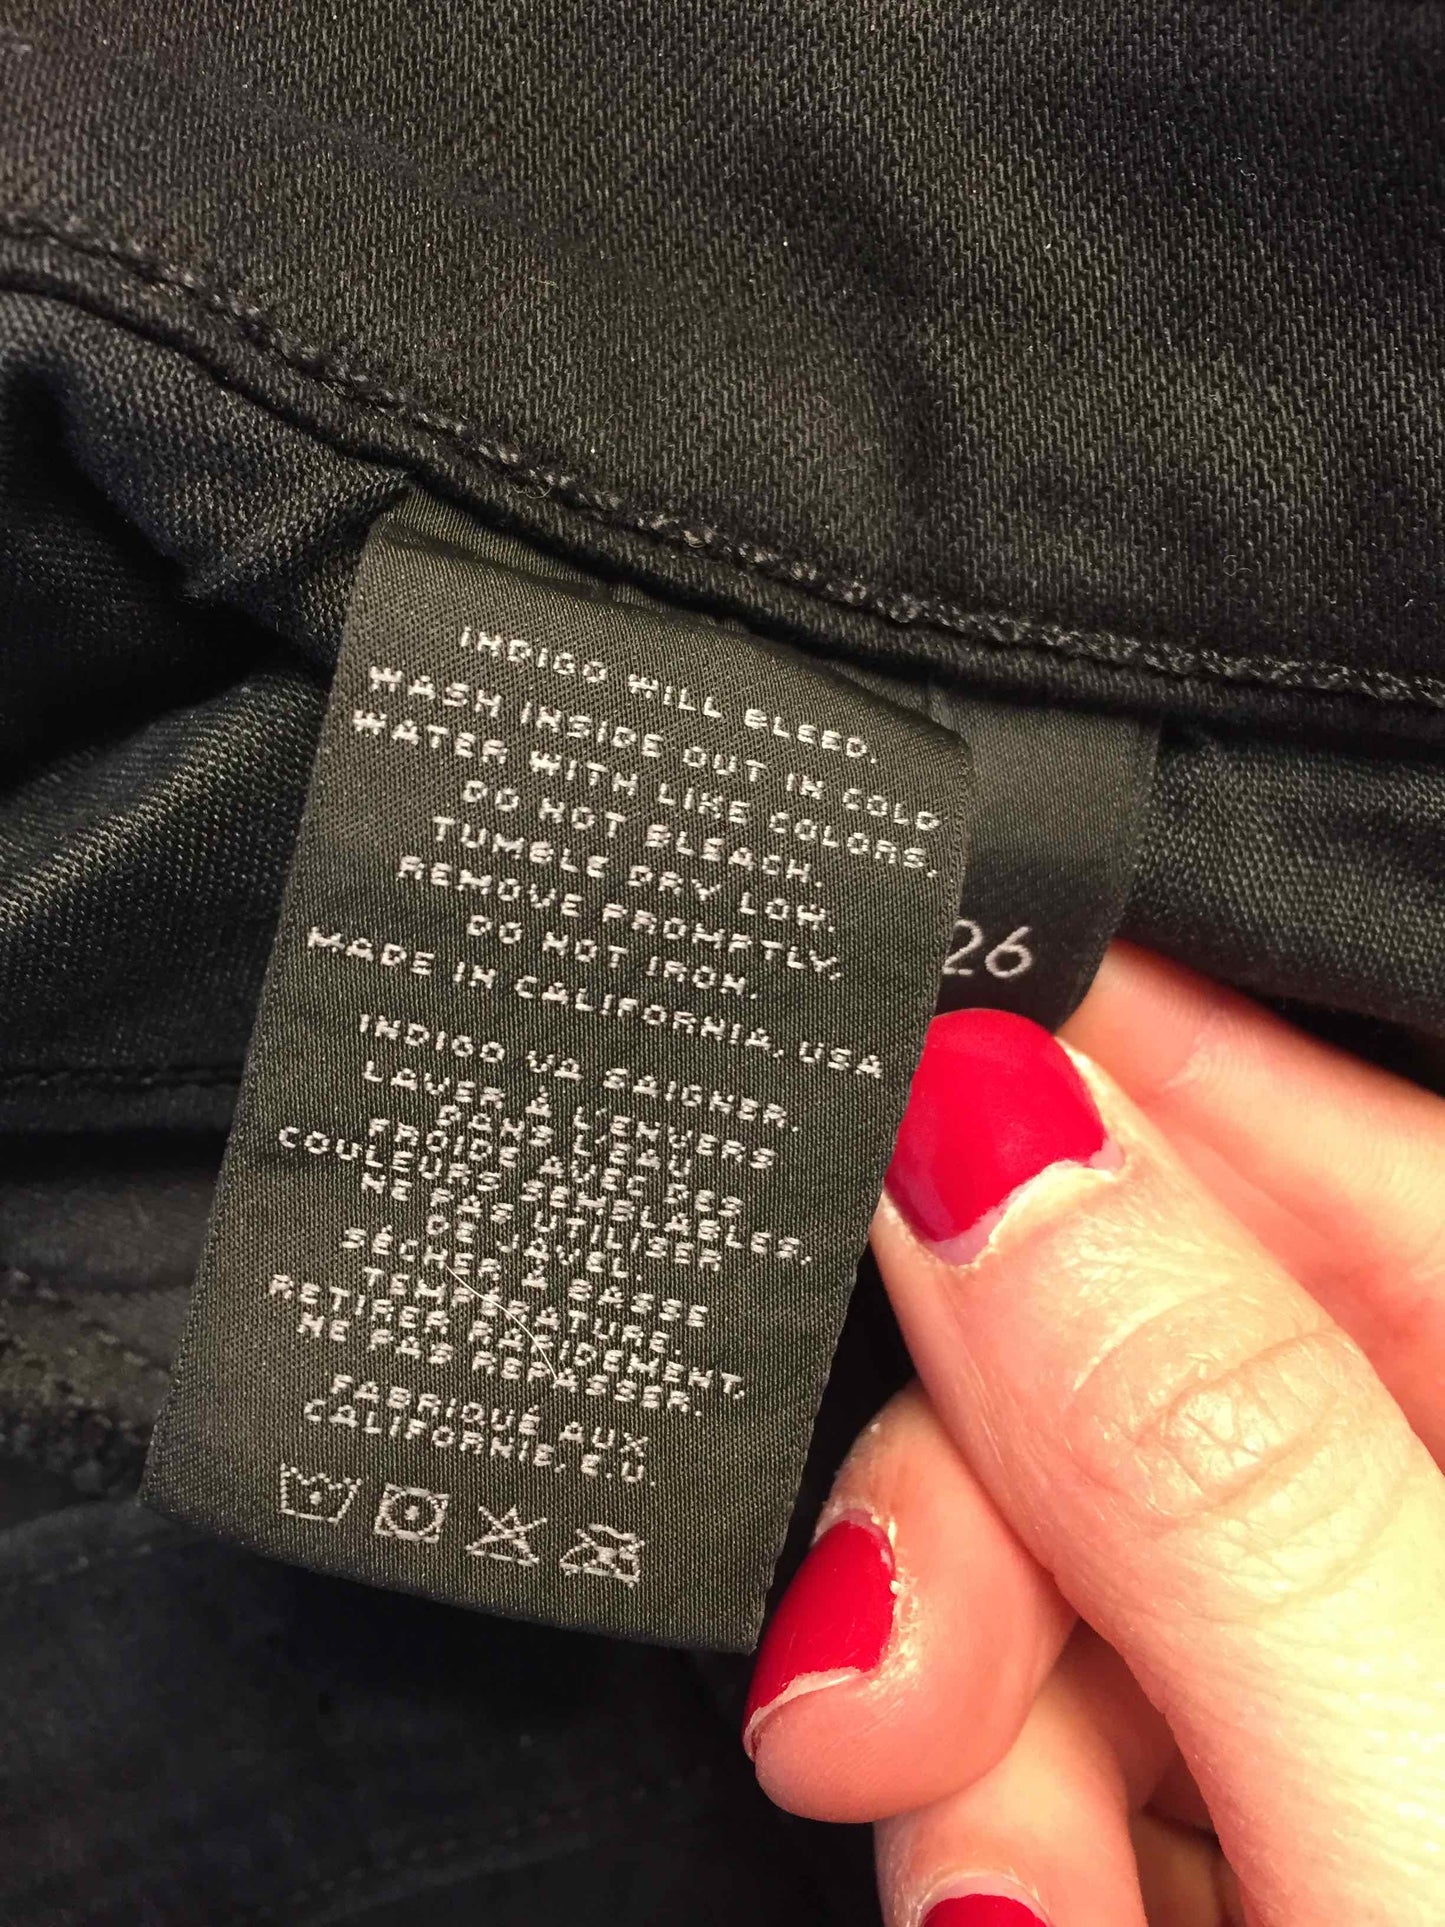 INDIGO WILL BLEED.
WASH INSIDE OUT IN COLD
WATER WITH LIKE COLORS.
DO NOT BLEACH.
TUMBLE DRY LOW.
REMOVE PROMPTLY.
DO NOT IRON.
MADE IN CALIFORNIA, USA
INDIGO VA SAIGNER.
LAVER À L'ENVERS
DANS L'EAU
FROIDE AVEC DES
COULEURS SEMBLABLES.
NE PAS UTILISER
DE JAVEL.
SÉCHER À BASSE
TEMPÉRATURE.
RETIRER RAPIDEMENT.
NE PAS REPASSER.
FABRIQUÉ AUX
CALIFORNIE, É.U.
26